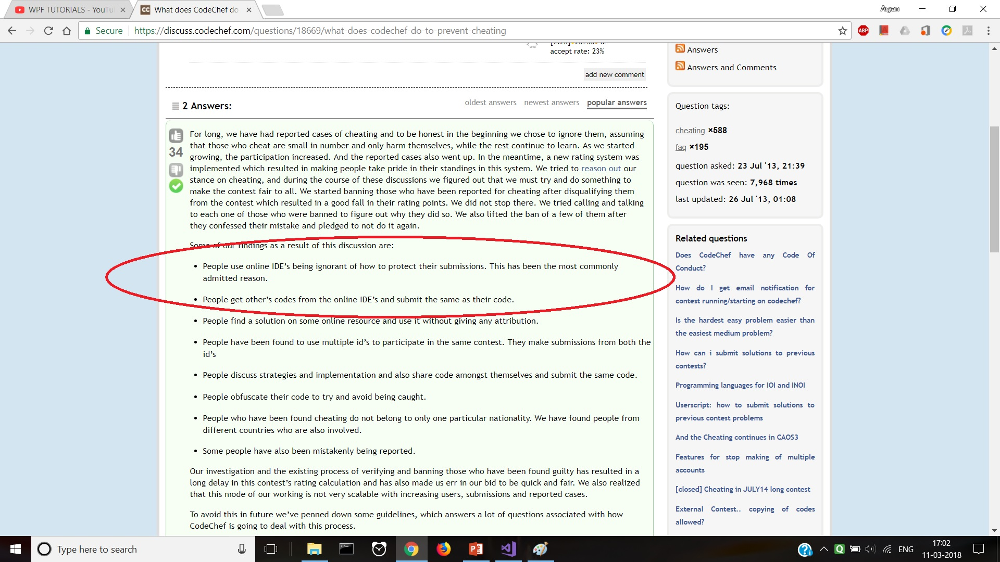 WPF TUTORIALS - YouTu
What does CodeChef do
Aryan
Secure
https://discuss.codechef.com/questions/18669/what-does-codechef-do-to-prevent-cheating
ABP
accept rate: 23%
add new comment
2 Answers:
oldest answers newest answers popular answers
34
For long, we have had reported cases of cheating and to be honest in the beginning we chose to ignore them, assuming
that those who cheat are small in number and only harm themselves, while the rest continue to learn. As we started
growing, the participation increased. And the reported cases also went up. In the meantime, a new rating system was
implemented which resulted in making people take pride in their standings in this system. We tried to reason out our
stance on cheating, and during the course of these discussions we figured out that we must try and do something to
make the contest fair to all. We started banning those who have been reported for cheating after disqualifying them
from the contest which resulted in a good fall in their rating points. We did not stop there. We tried calling and talking
to each one of those who were banned to figure out why they did so. We also lifted the ban of a few of them after
they confessed their mistake and pledged to not do it again.
Some of our findings as a result of this discussion are:
• People use online IDE's being ignorant of how to protect their submissions. This has been the most commonly
admitted reason.
• People get other's codes from the online IDE's and submit the same as their code.
• People find a solution on some online resource and use it without giving any attribution.
• People have been found to use multiple id's to participate in the same contest. They make submissions from both the
id's
• People discuss strategies and implementation and also share code amongst themselves and submit the same code.
• People obfuscate their code to try and avoid being caught.
• People who have been found cheating do not belong to only one particular nationality. We have found people from
different countries who are also involved.
• Some people have also been mistakenly being reported.
Our investigation and the existing process of verifying and banning those who have been found guilty has resulted in a
long delay in this contest's rating calculation and has also made us err in our bid to be quick and fair. We also realized
that this mode of our working is not very scalable with increasing users, submissions and reported cases.
To avoid this in future we've penned down some guidelines, which answers a lot of questions associated with how
CodeChef is going to deal with this process.
Answers
Answers and Comments
Question tags:
cheating ×588
faq ×195
question asked: 23 Jul '13, 21:39
question was seen: 7,968 times
last updated: 26 Jul '13, 01:08
Related questions
Does CodeChef have any Code Of
Conduct?
How do I get email notification for
contest running/starting on codechef?
Is the hardest easy problem easier than
the easiest medium problem?
How can i submit solutions to previous
contests?
Programming languages for IOI and INOI
Userscript: how to submit solutions to
previous contest problems
And the Cheating continues in CAOS3
Features for stop making of multiple
accounts
[closed] Cheating in JULY14 long contest
External Contest.. copying of codes
allowed?
Type here to search
ENG
17:02
11-03-2018